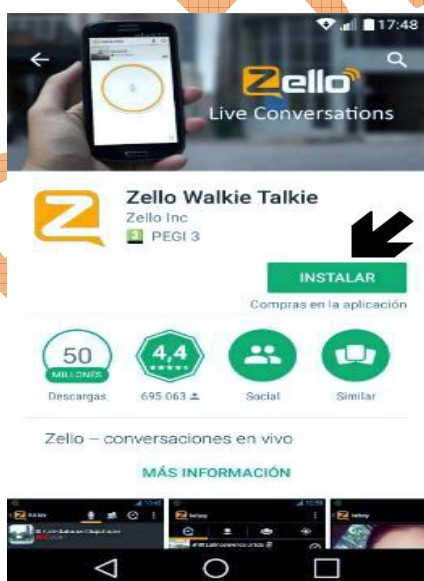 17:48
Zello
Live Conversations
Z
Zello Walkie Talkie
Zello Inc
3 PEGI 3
INSTALAR
Compras en la aplicación
50
MILLONES
4,4
Descargas
695.063
Social
Similar
Zello – conversaciones en vivo
MÁS INFORMACIÓN